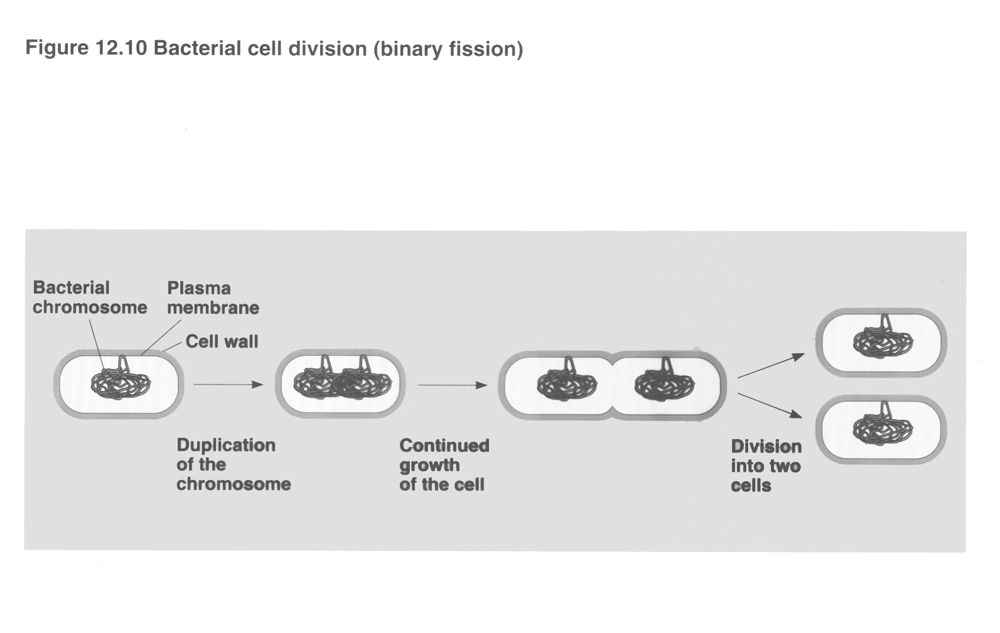 Figure 12.10 Bacterial cell division (binary fission)
Bacterial
chromosome
Plasma
membrane
Cell wall
Duplication
of the
chromosome
Continued
growth
of the cell
Division
into two
cells